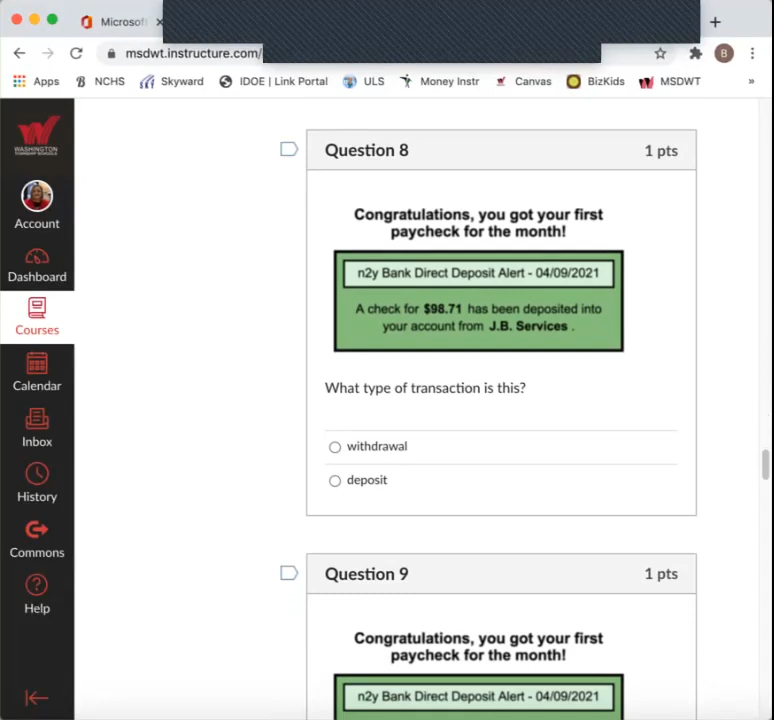 Microsof
msdwt.instructure.com/
B
Apps NCHS Skyward IDOE | Link Portal ULS Money Instr Canvas BizKids MSDWT »
WASHINGTON
TOWNSHIP SCHOOLS
Account
Dashboard
Courses
Calendar
Inbox
History
Commons
Help
Question 8 1 pts
Congratulations, you got your first
paycheck for the month!
n2y Bank Direct Deposit Alert - 04/09/2021
A check for $98.71 has been deposited into
your account from J.B. Services .
What type of transaction is this?
withdrawal
deposit
Question 9 1 pts
Congratulations, you got your first
paycheck for the month!
n2y Bank Direct Deposit Alert - 04/09/2021